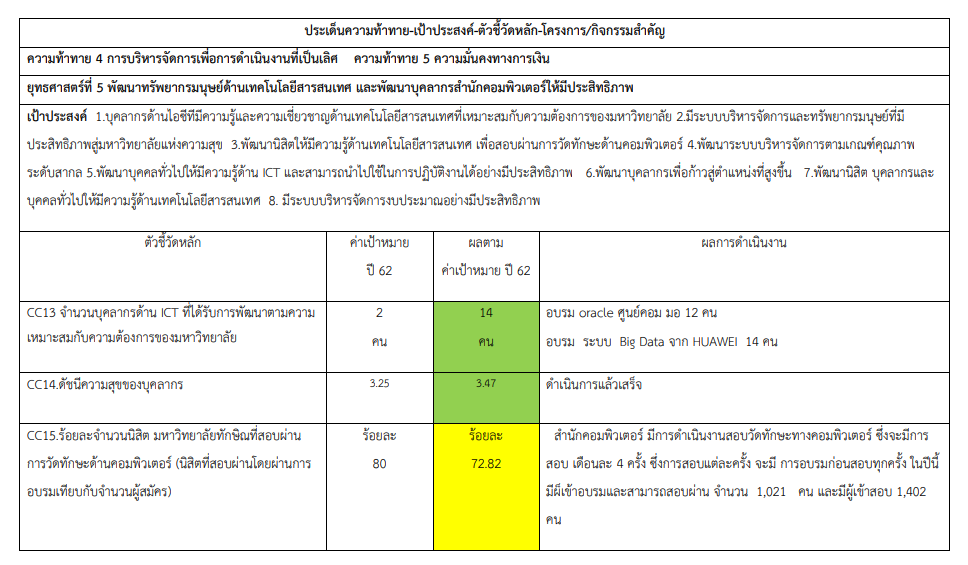 ประเด็นความท้าทาย-เป้าประสงค์-ตัวชี้วัดหลัก-โครงการ/กิจกรรมสำคัญ
ความท้าทาย 4 การบริหารจัดการเพื่อการดำเนินงานที่เป็นเลิศ ความท้าทาย 5 ความมั่นคงทางการเงิน
ยุทธศาสตร์ที่ 5 พัฒนาทรัพยากรมนุษย์ด้านเทคโนโลยีสารสนเทศ และพัฒนาบุคลากรสำนักคอมพิวเตอร์ให้มีประสิทธิภาพ
เป้าประสงค์ 1.บุคลากรด้านไอซีทีมีความรู้และความเชี่ยวชาญด้านเทคโนโลยีสารสนเทศที่เหมาะสมกับความต้องการของมหาวิทยาลัย 2.มีระบบบริหารจัดการและทรัพยากรมนุษย์ที่มี
ประสิทธิภาพสู่มหาวิทยาลัยแห่งความสุข 3.พัฒนานิสิตให้มีความรู้ด้านเทคโนโลยีสารสนเทศ เพื่อสอบผ่านการวัดทักษะด้านคอมพิวเตอร์ 4.พัฒนาระบบบริหารจัดการตามเกณฑ์คุณภาพ
ระดับสากล 5.พัฒนาบุคคลทั่วไปให้มีความรู้ด้าน ICT และสามารถนำไปใช้ในการปฏิบัติงานได้อย่างมีประสิทธิภาพ 6.พัฒนาบุคลากรเพื่อก้าวสู่ตำแหน่งที่สูงขึ้น 7.พัฒนานิสิต บุคลากรและ
บุคคลทั่วไปให้มีความรู้ด้านเทคโนโลยีสารสนเทศ 8. มีระบบบริหารจัดการงบประมาณอย่างมีประสิทธิภาพ
ตัวชี้วัดหลัก
ค่าเป้าหมาย
ปี 62
ผลตาม
ค่าเป้าหมาย ปี 62
ผลการดำเนินงาน
CC13 จำนวนบุคลากรด้าน ICT ที่ได้รับการพัฒนาตามความ
เหมาะสมกับความต้องการของมหาวิทยาลัย
2
คน
14
คน
อบรม oracle ศูนย์คอม มอ 12 คน
อบรม ระบบ Big Data จาก HUAWEI 14 คน
CC14.ดัชนีความสุขของบุคลากร
3.25
3.47
ดำเนินการแล้วเสร็จ
CC15.ร้อยละจำนวนนิสิต มหาวิทยาลัยทักษิณที่สอบผ่าน
การวัดทักษะด้านคอมพิวเตอร์ (นิสิตที่สอบผ่านโดยผ่านการ
อบรมเทียบกับจำนวนผู้สมัคร)
ร้อยละ
80
ร้อยละ
72.82
สำนักคอมพิวเตอร์ มีการดำเนินงานสอบวัดทักษะทางคอมพิวเตอร์ ซึ่งจะมีการ
สอบ เดือนละ 4 ครั้ง ซึ่งการสอบแต่ละครั้ง จะมี การอบรมก่อนสอบทุกครั้ง ในปีนี้
มีผ็เข้าอบรมและสามารถสอบผ่าน จำนวน 1,021 คน และมีผู้เข้าสอบ 1,402
คน